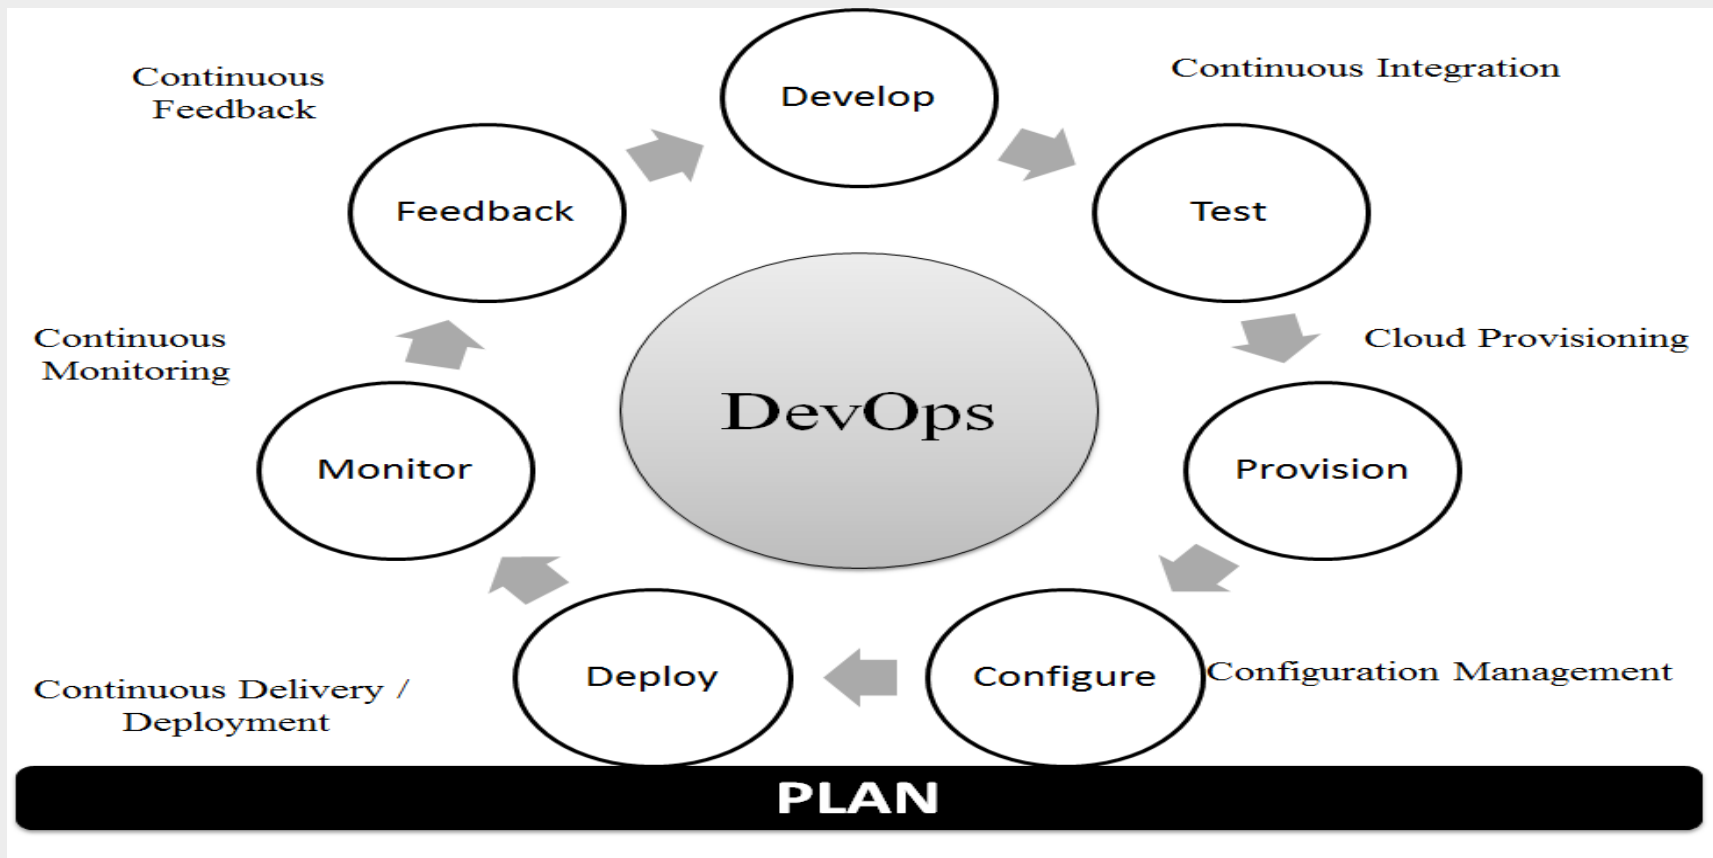 Develop
Continuous Integration
Continuous
Feedback
Feedback
Test
Continuous
Monitoring
Cloud Provisioning
DevOps
Monitor
Provision
Continuous Delivery /
Deployment
Deploy
Configure
Configuration Management
PLAN